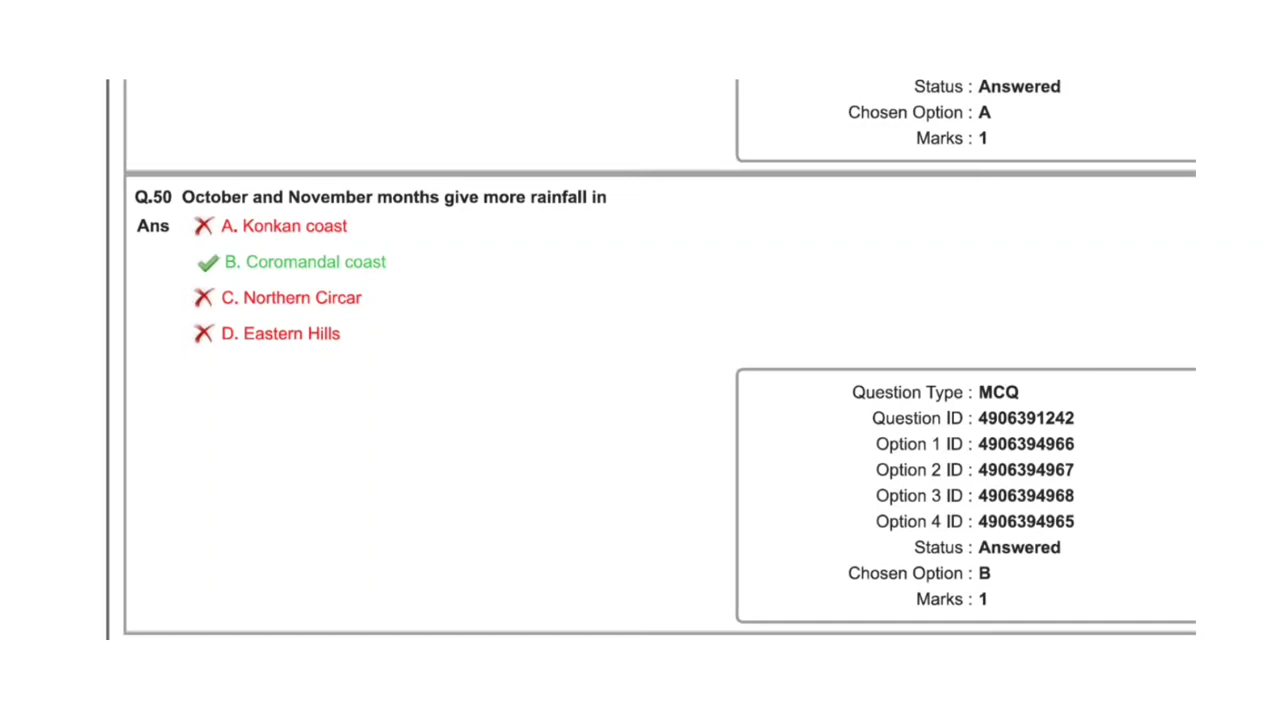 Status : Answered
Chosen Option : A
Marks : 1
Q.50 October and November months give more rainfall in
Ans A. Konkan coast
B. Coromandal coast
C. Northern Circar
D. Eastern Hills
Question Type : MCQ
Question ID : 4906391242
Option 1 ID : 4906394966
Option 2 ID : 4906394967
Option 3 ID : 4906394968
Option 4 ID : 4906394965
Status : Answered
Chosen Option : B
Marks : 1